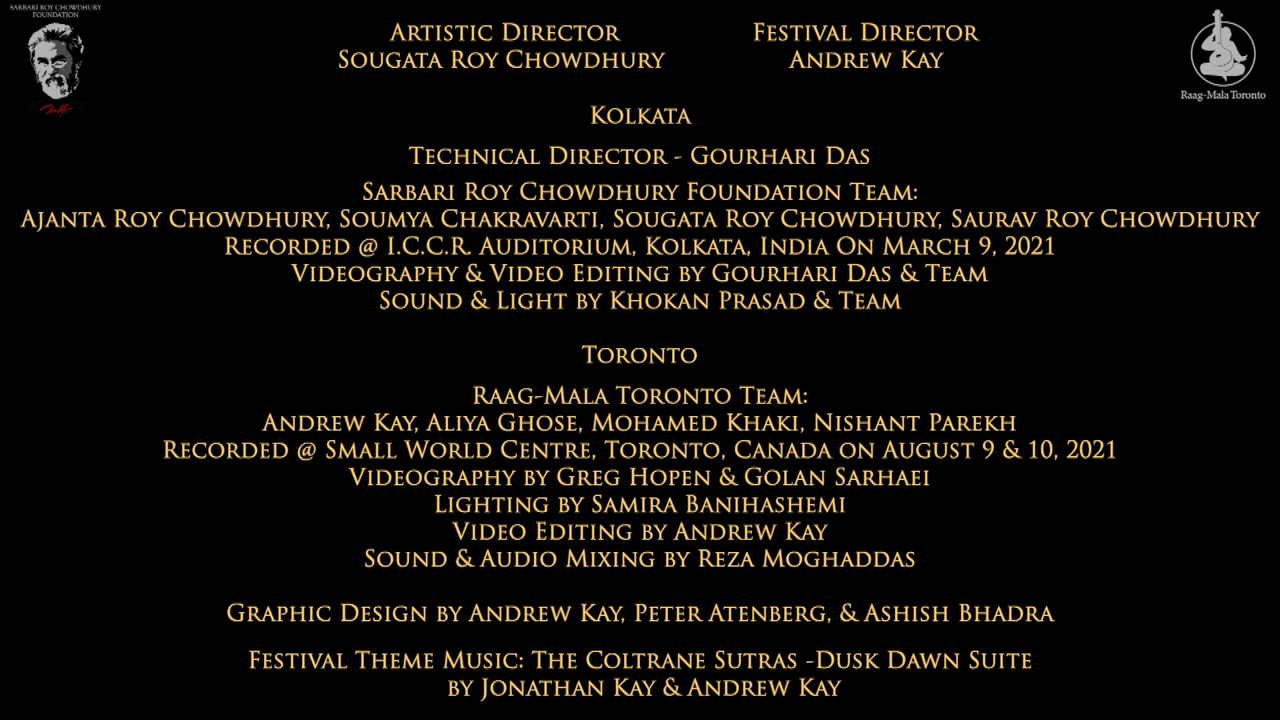 SARBARI ROY CHOWDHURY
FOUNDATION
ARTISTIC DIRECTOR
SOUGATA ROY CHOWDHURY
FESTIVAL DIRECTOR
ANDREW KAY
Raag-Mala Toronto
KOLKATA
TECHNICAL DIRECTOR - GOURHARI DAS
SARBARI ROY CHOWDHURY FOUNDATION TEAM:
AJANTA ROY CHOWDHURY, SOUMYA CHAKRAVARTI, SOUGATA ROY CHOWDHURY, SAURAV ROY CHOWDHURY
RECORDED @ I.C.C.R. AUDITORIUM, KOLKATA, INDIA ON MARCH 9, 2021
VIDEOGRAPHY & VIDEO EDITING BY GOURHARI DAS & TEAM
SOUND & LIGHT BY KHOKAN PRASAD & TEAM
TORONTO
RAAG-MALA TORONTO TEAM:
ANDREW KAY, ALIYA GHOSE, MOHAMED KHAKI, NISHANT PAREKH
RECORDED @ SMALL WORLD CENTRE, TORONTO, CANADA ON AUGUST 9 & 10, 2021
VIDEOGRAPHY BY GREG HOPEN & GOLAN SARHAEI
LIGHTING BY SAMIRA BANIHASHEMI
VIDEO EDITING BY ANDREW KAY
SOUND & AUDIO MIXING BY REZA MOGHADDAS
GRAPHIC DESIGN BY ANDREW KAY, PETER ATENBERG, & ASHISH BHADRA
FESTIVAL THEME MUSIC: THE COLTRANE SUTRAS -DUSK DAWN SUITE
BY JONATHAN KAY & ANDREW KAY